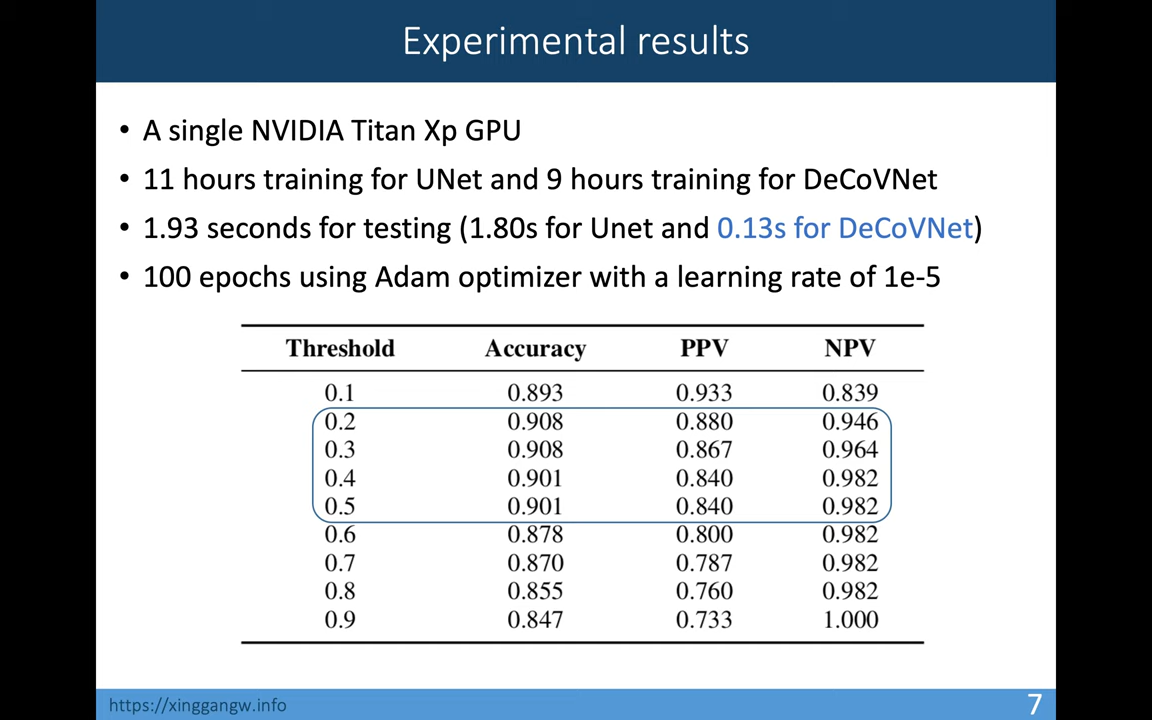 Experimental results
• A single NVIDIA Titan Xp GPU
• 11 hours training for UNet and 9 hours training for DeCoVNet
• 1.93 seconds for testing (1.80s for Unet and 0.13s for DeCoVNet)
• 100 epochs using Adam optimizer with a learning rate of 1e-5
Threshold Accuracy PPV NPV
0.1 0.893 0.933 0.839
0.2 0.908 0.880 0.946
0.3 0.908 0.867 0.964
0.4 0.901 0.840 0.982
0.5 0.901 0.840 0.982
0.6 0.878 0.800 0.982
0.7 0.870 0.787 0.982
0.8 0.855 0.760 0.982
0.9 0.847 0.733 1.000
https://xinggangw.info 7